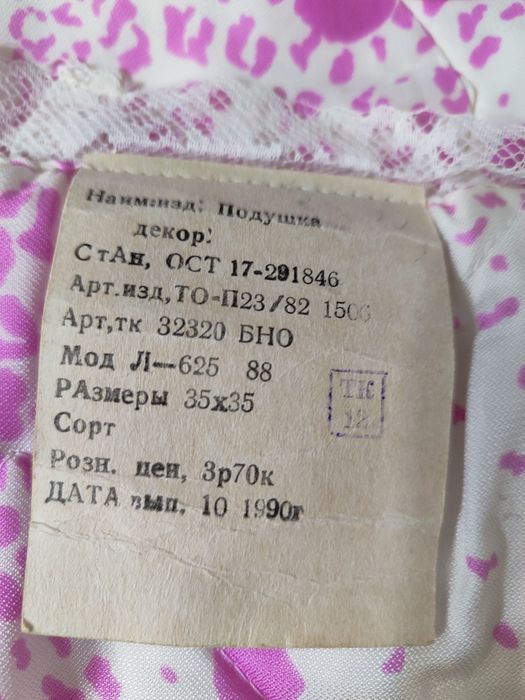 Наим:изд: Подушка
декор:
СтАн, ОСТ 17-291846
Арт.изд,ТО-П23/82
Арт,тк 32320 БНО
Мод Л—625 88
РАзмеры 35х35
Сорт
Розн. цен, 3р70к
ДАТА вып. 10 1990г
ТК
12